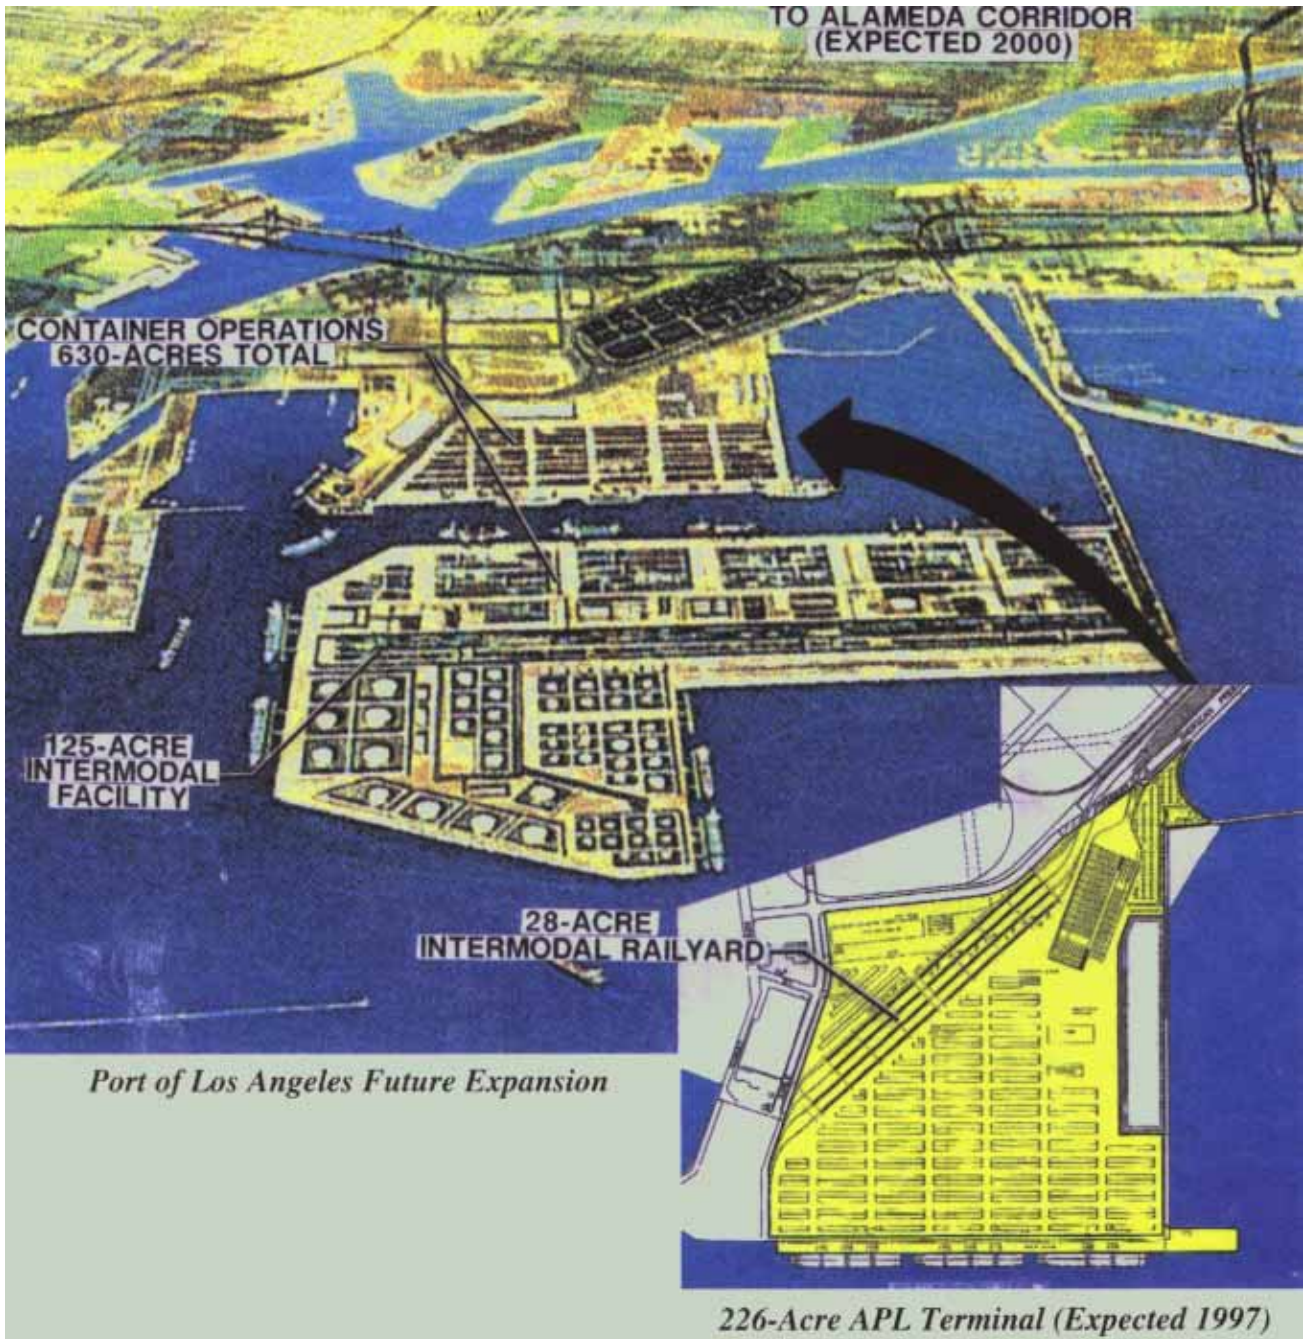 TO ALAMEDA CORRIDOR
(EXPECTED 2000)
CONTAINER OPERATIONS
630-ACRES TOTAL
125-ACRE
INTERMODAL
FACILITY
28-ACRE
INTERMODAL RAILYARD
Port of Los Angeles Future Expansion
226-Acre APL Terminal (Expected 1997)